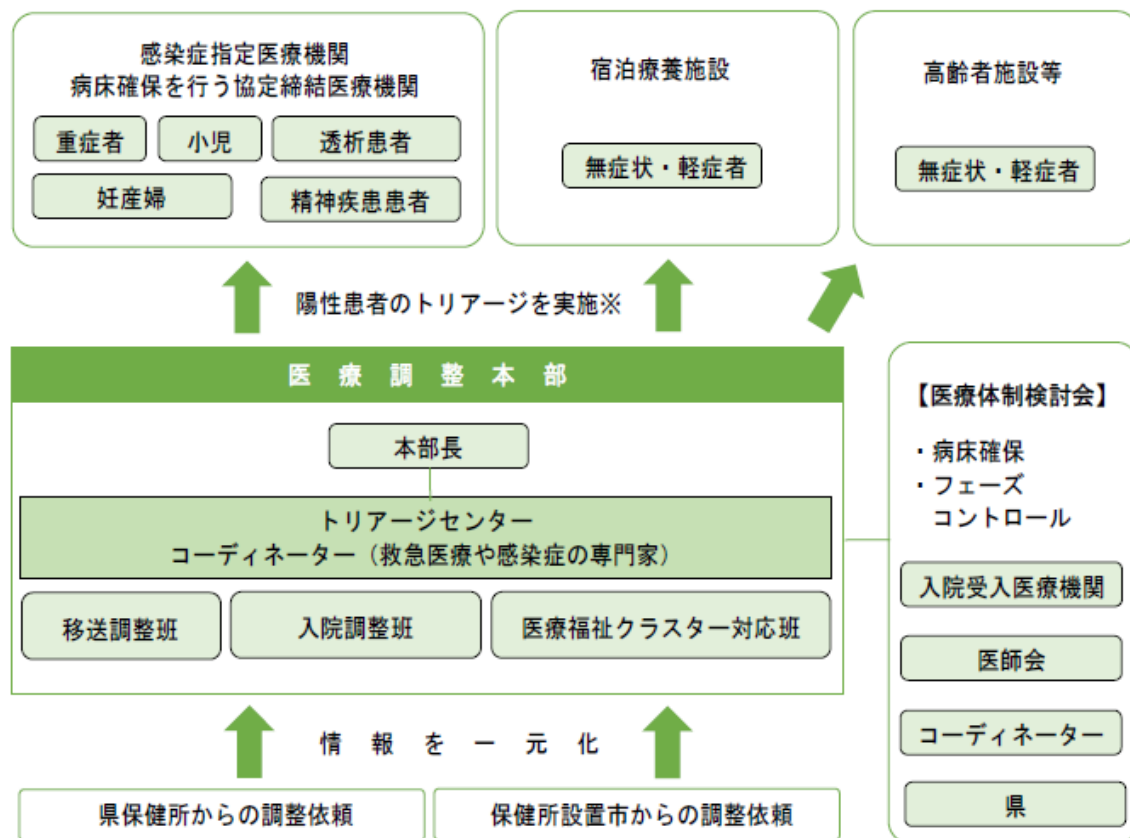 感染症指定医療機関
病床確保を行う協定締結医療機関
重症者
小児
透析患者
妊産婦
精神疾患患者
宿泊療養施設
無症状・軽症者
高齢者施設等
無症状・軽症者
陽性患者のトリアージを実施※
医療調整本部
本部長
トリアージセンター
コーディネーター（救急医療や感染症の専門家）
移送調整班
入院調整班
医療福祉クラスター対応班
【医療体制検討会】
・病床確保
・フェーズ
コントロール
入院受入医療機関
医師会
コーディネーター
県
情報を一元化
県保健所からの調整依頼
保健所設置市からの調整依頼